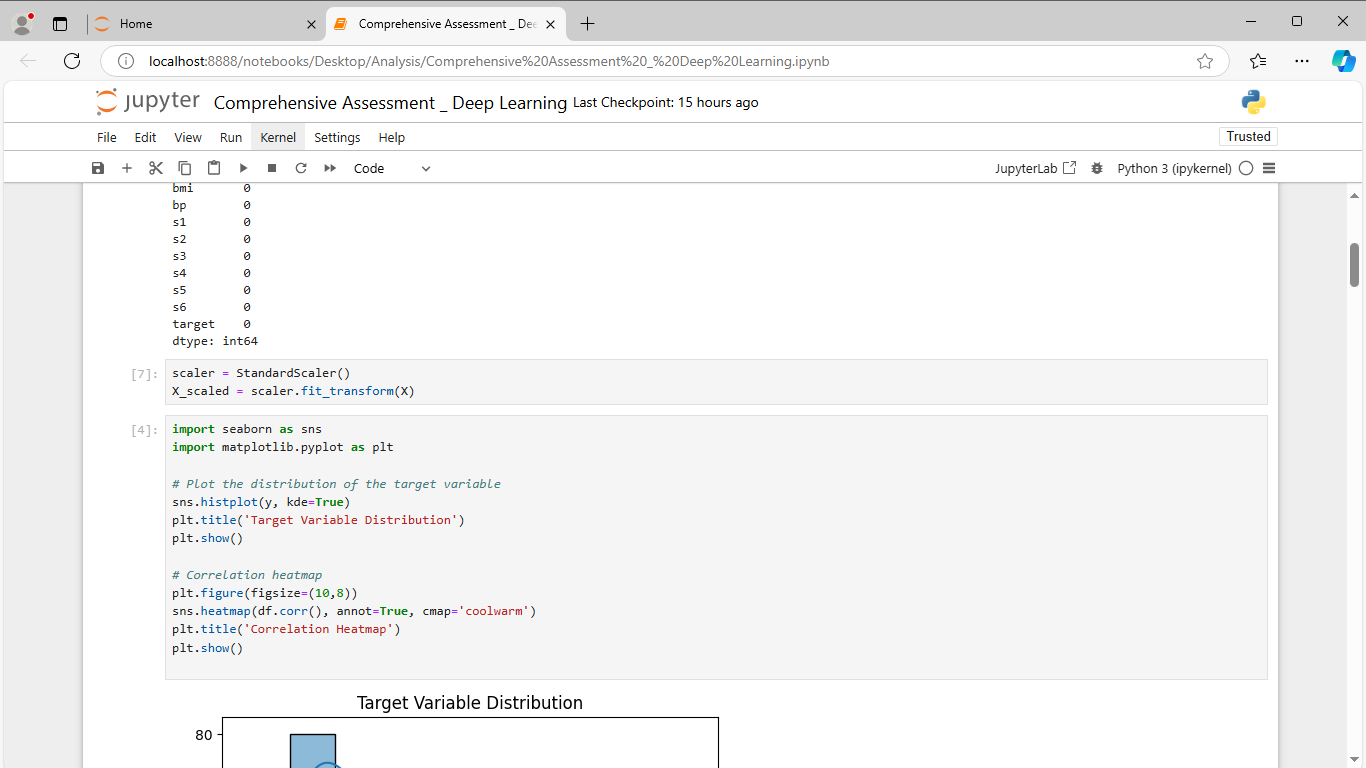 Home
Comprehensive Assessment _ Dee
localhost:8888/notebooks/Desktop/Analysis/Comprehensive%20Assessment%20_%20Deep%20Learning.ipynb
jupyter Comprehensive Assessment _ Deep Learning Last Checkpoint: 15 hours ago
File Edit View Run Kernel Settings Help Trusted
Code JupyterLab Python 3 (ipykernel)
bmi 0
bp 0
s1 0
s2 0
s3 0
s4 0
s5 0
s6 0
target 0
dtype: int64
[7]: scaler = StandardScaler()
X_scaled = scaler.fit_transform(X)
[4]: import seaborn as sns
import matplotlib.pyplot as plt
# Plot the distribution of the target variable
sns.histplot(y, kde=True)
plt.title('Target Variable Distribution')
plt.show()
# Correlation heatmap
plt.figure(figsize=(10,8))
sns.heatmap(df.corr(), annot=True, cmap='coolwarm')
plt.title('Correlation Heatmap')
plt.show()
Target Variable Distribution
80